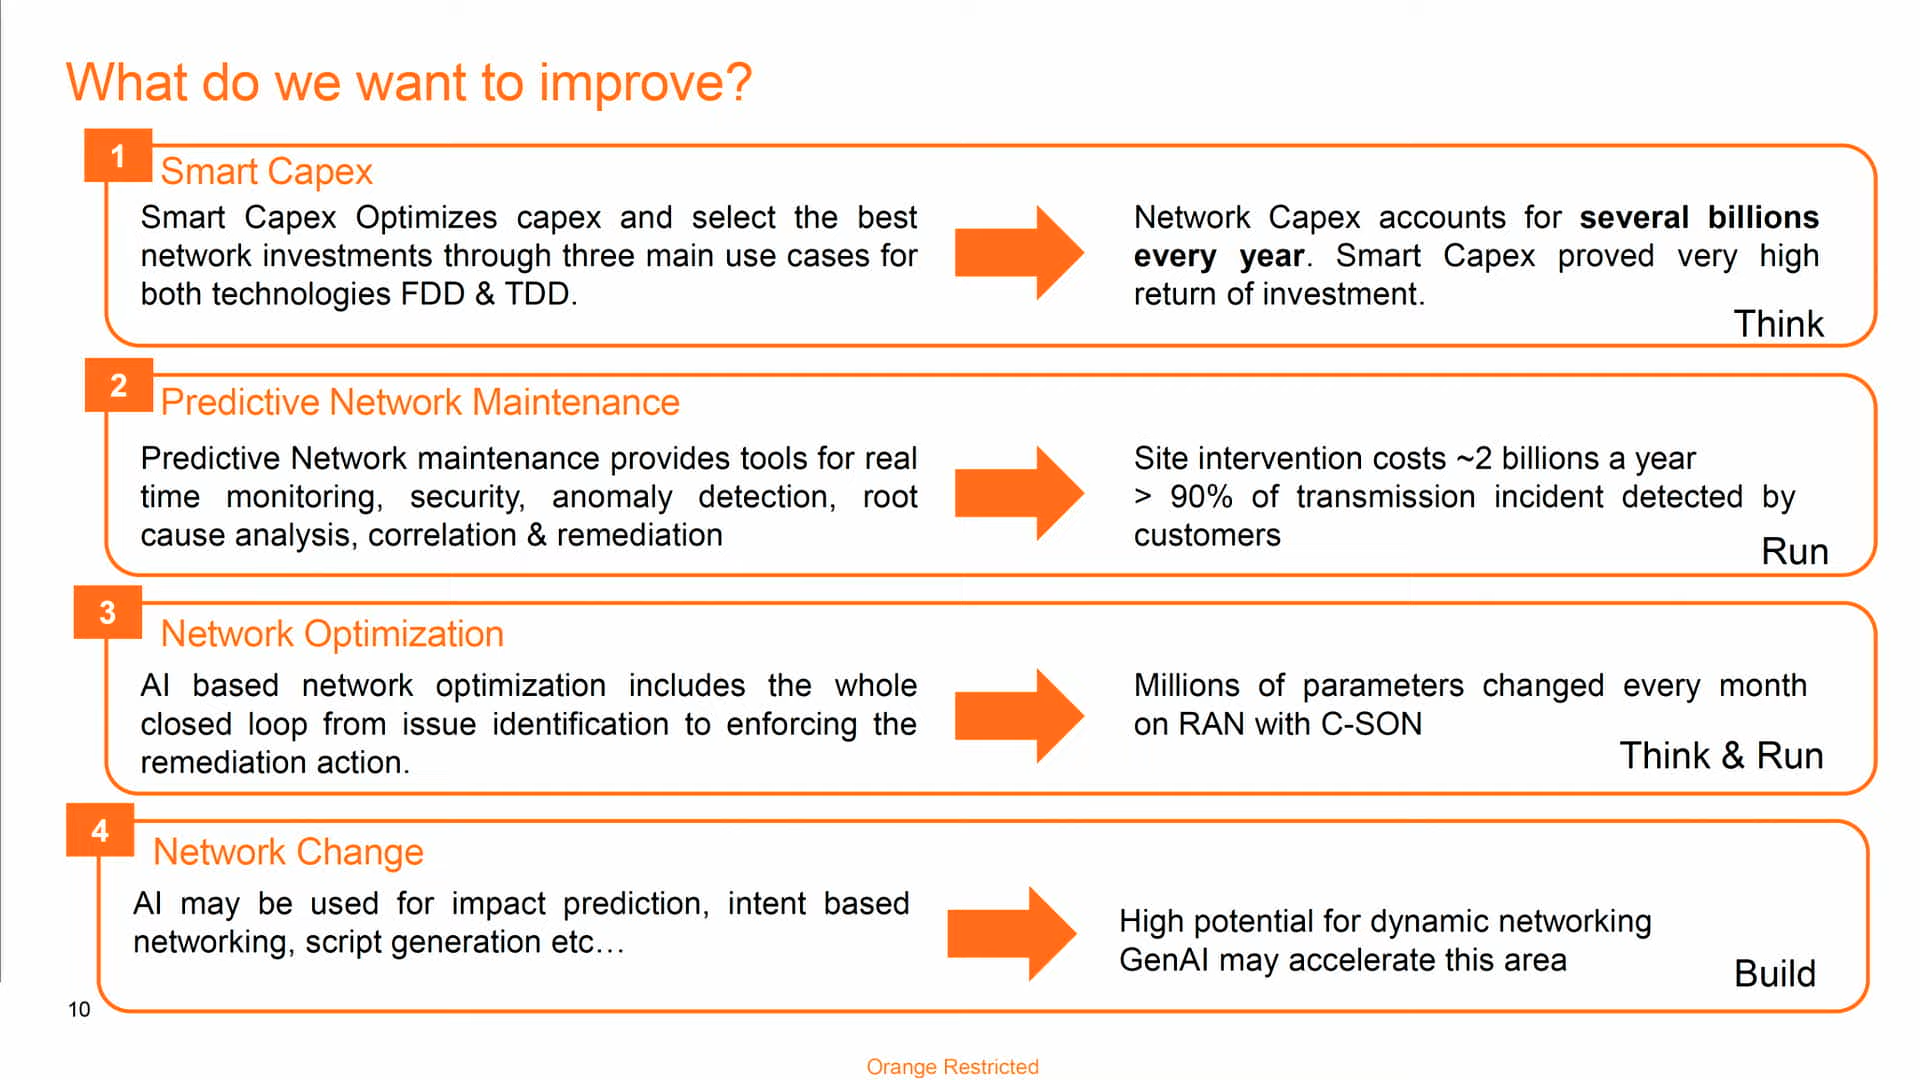 What do we want to improve?
1
Smart Capex
Smart Capex Optimizes capex and select the best
network investments through three main use cases for
both technologies FDD & TDD.
Network Capex accounts for several billions
every year. Smart Capex proved very high
return of investment.
Think
2
Predictive Network Maintenance
Predictive Network maintenance provides tools for real
time monitoring, security, anomaly detection, root
cause analysis, correlation & remediation
Site intervention costs ~2 billions a year
> 90% of transmission incident detected by
customers
Run
3
Network Optimization
AI based network optimization includes the whole
closed loop from issue identification to enforcing the
remediation action.
Millions of parameters changed every month
on RAN with C-SON
Think & Run
4
Network Change
AI may be used for impact prediction, intent based
networking, script generation etc…
High potential for dynamic networking
GenAI may accelerate this area
Build
10
Orange Restricted